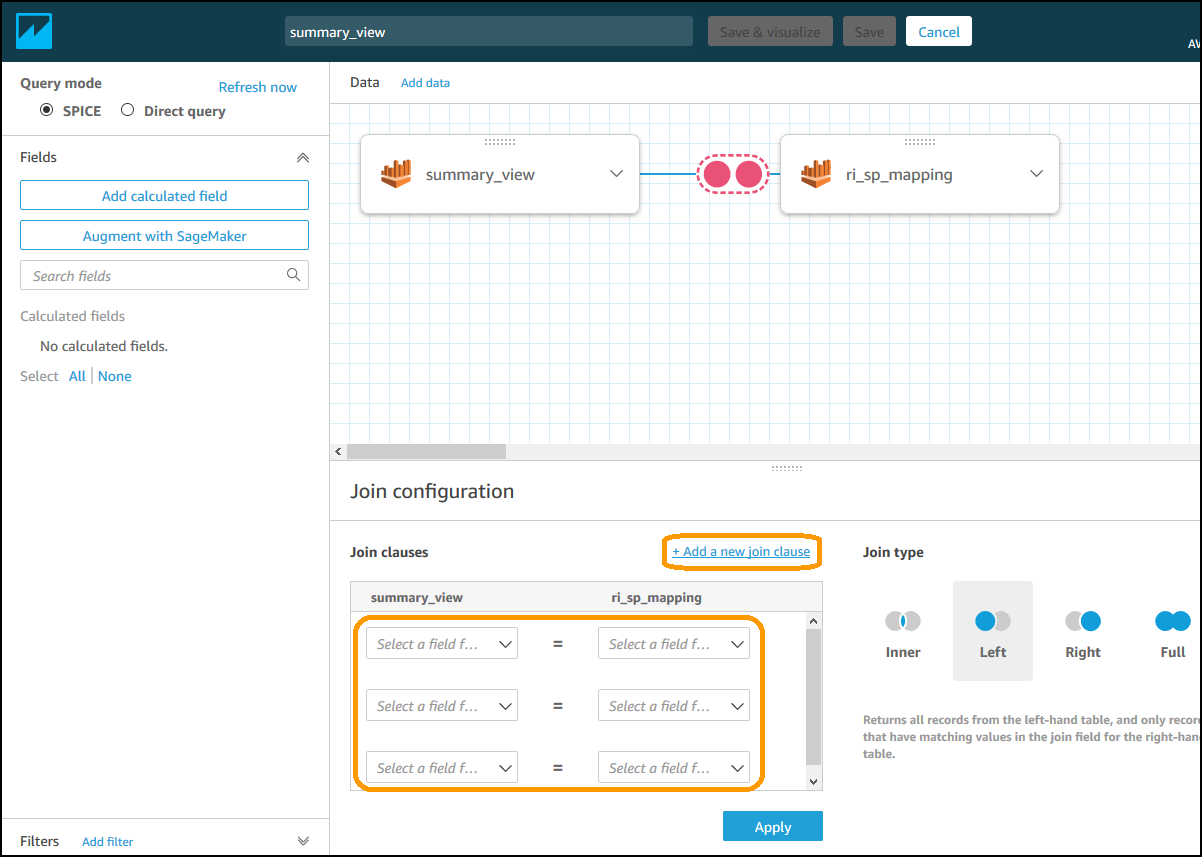 summary_view
Save & visualize
Save
Cancel
AW
Query mode
Refresh now
SPICE
Direct query
Fields
Add calculated field
Augment with SageMaker
Search fields
Calculated fields
No calculated fields.
Select All | None
Filters Add filter
Data Add data
summary_view
ri_sp_mapping
Join configuration
Join clauses
+ Add a new join clause
summary_view ri_sp_mapping
Select a field f... = Select a field f...
Select a field f... = Select a field f...
Select a field f... = Select a field f...
Apply
Join type
Inner Left Right Full
Returns all records from the left-hand table, and only recor
that have matching values in the join field for the right-han
table.